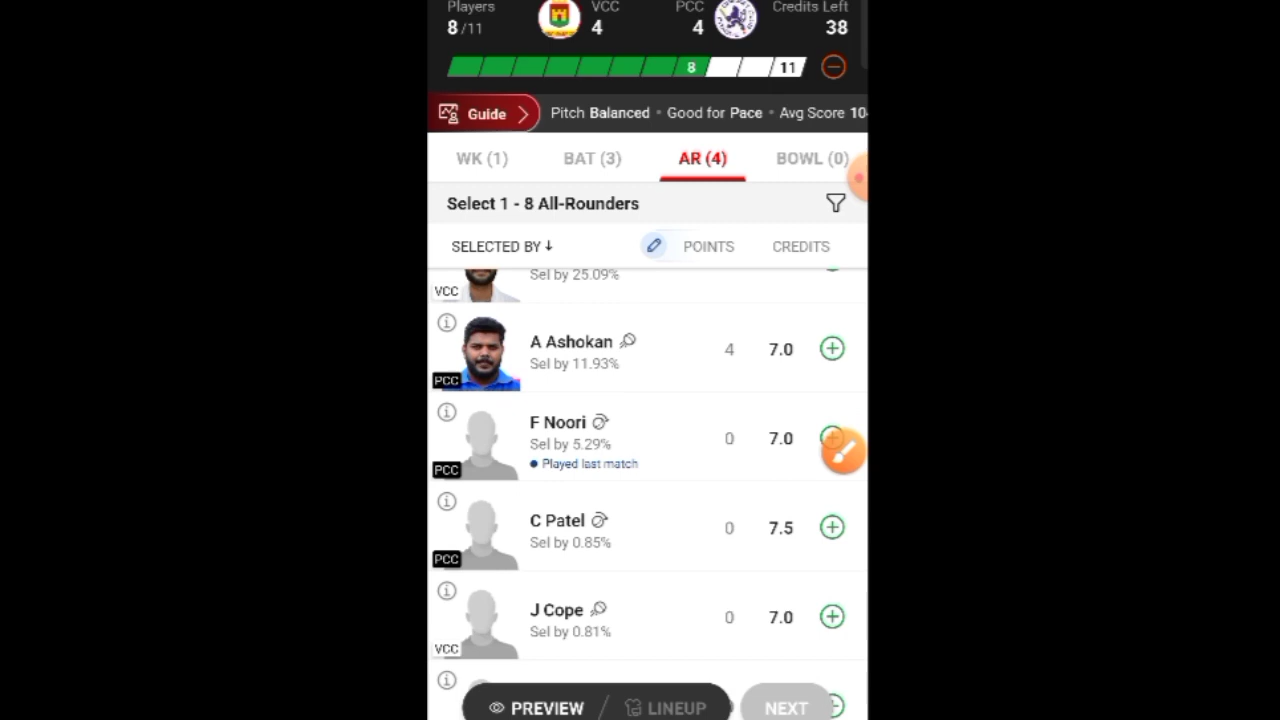 Players VCC PCC Credits Left
8/11 4 4 38
8 11
Guide Pitch Balanced • Good for Pace • Avg Score 10
WK (1) BAT (3) AR (4) BOWL (0)
Select 1 - 8 All-Rounders
SELECTED BY ↓ POINTS CREDITS
Sel by 25.09%
VCC
A Ashokan 4 7.0
Sel by 11.93%
PCC
F Noori 0 7.0
Sel by 5.29%
• Played last match
PCC
C Patel 0 7.5
Sel by 0.85%
PCC
J Cope 0 7.0
Sel by 0.81%
VCC
PREVIEW / LINEUP NEXT